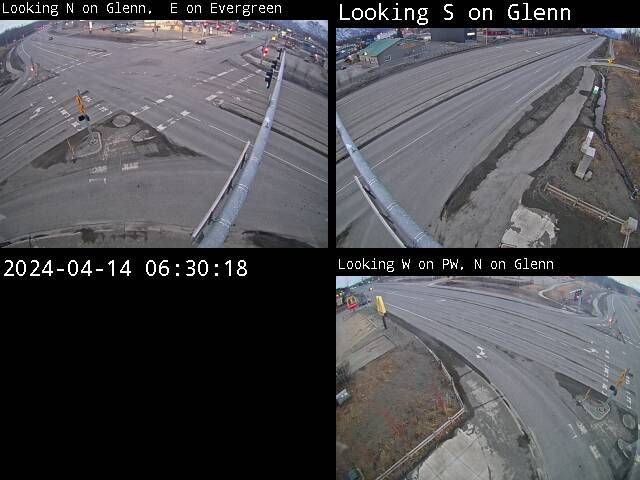 Looking N on Glenn,  E on Evergreen
Looking S on Glenn
2024-04-14 06:30:18
Looking W on PW, N on Glenn